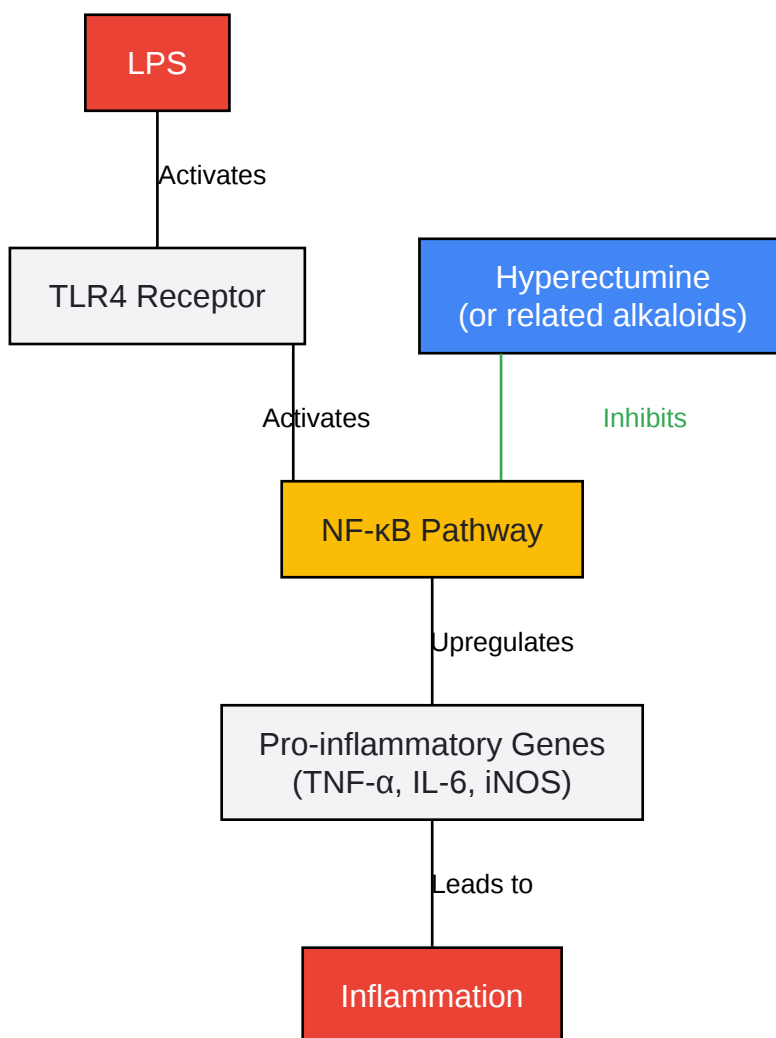 LPS
Activates
TLR4 Receptor
Hyperectumine
(or related alkaloids)
Activates
Inhibits
NF-κB Pathway
Upregulates
Pro-inflammatory Genes
(TNF-α, IL-6, iNOS)
Leads to
Inflammation